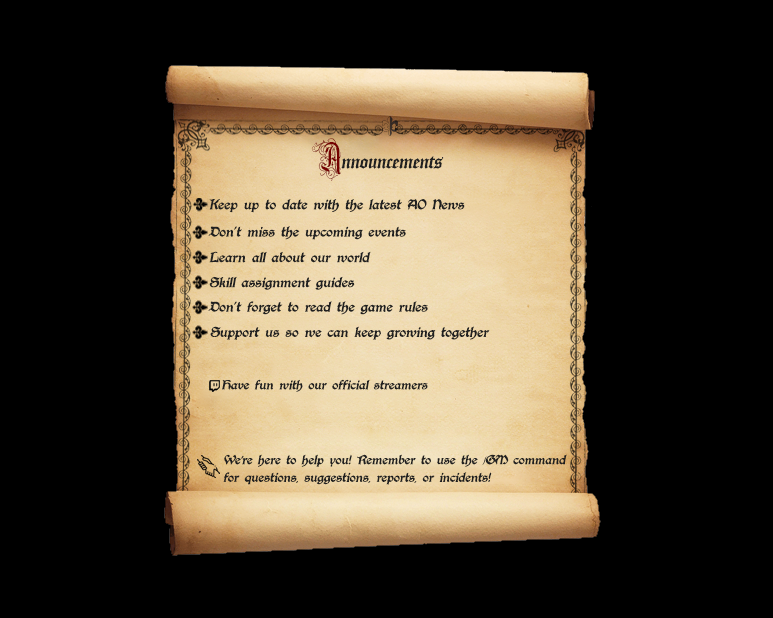 Announcements
Keep up to date with the latest AO News
Don't miss the upcoming events
Learn all about our world
Skill assignment guides
Don't forget to read the game rules
Support us so we can keep growing together
Have fun with our official streamers
We're here to help you! Remember to use the /GM command
for questions, suggestions, reports, or incidents!